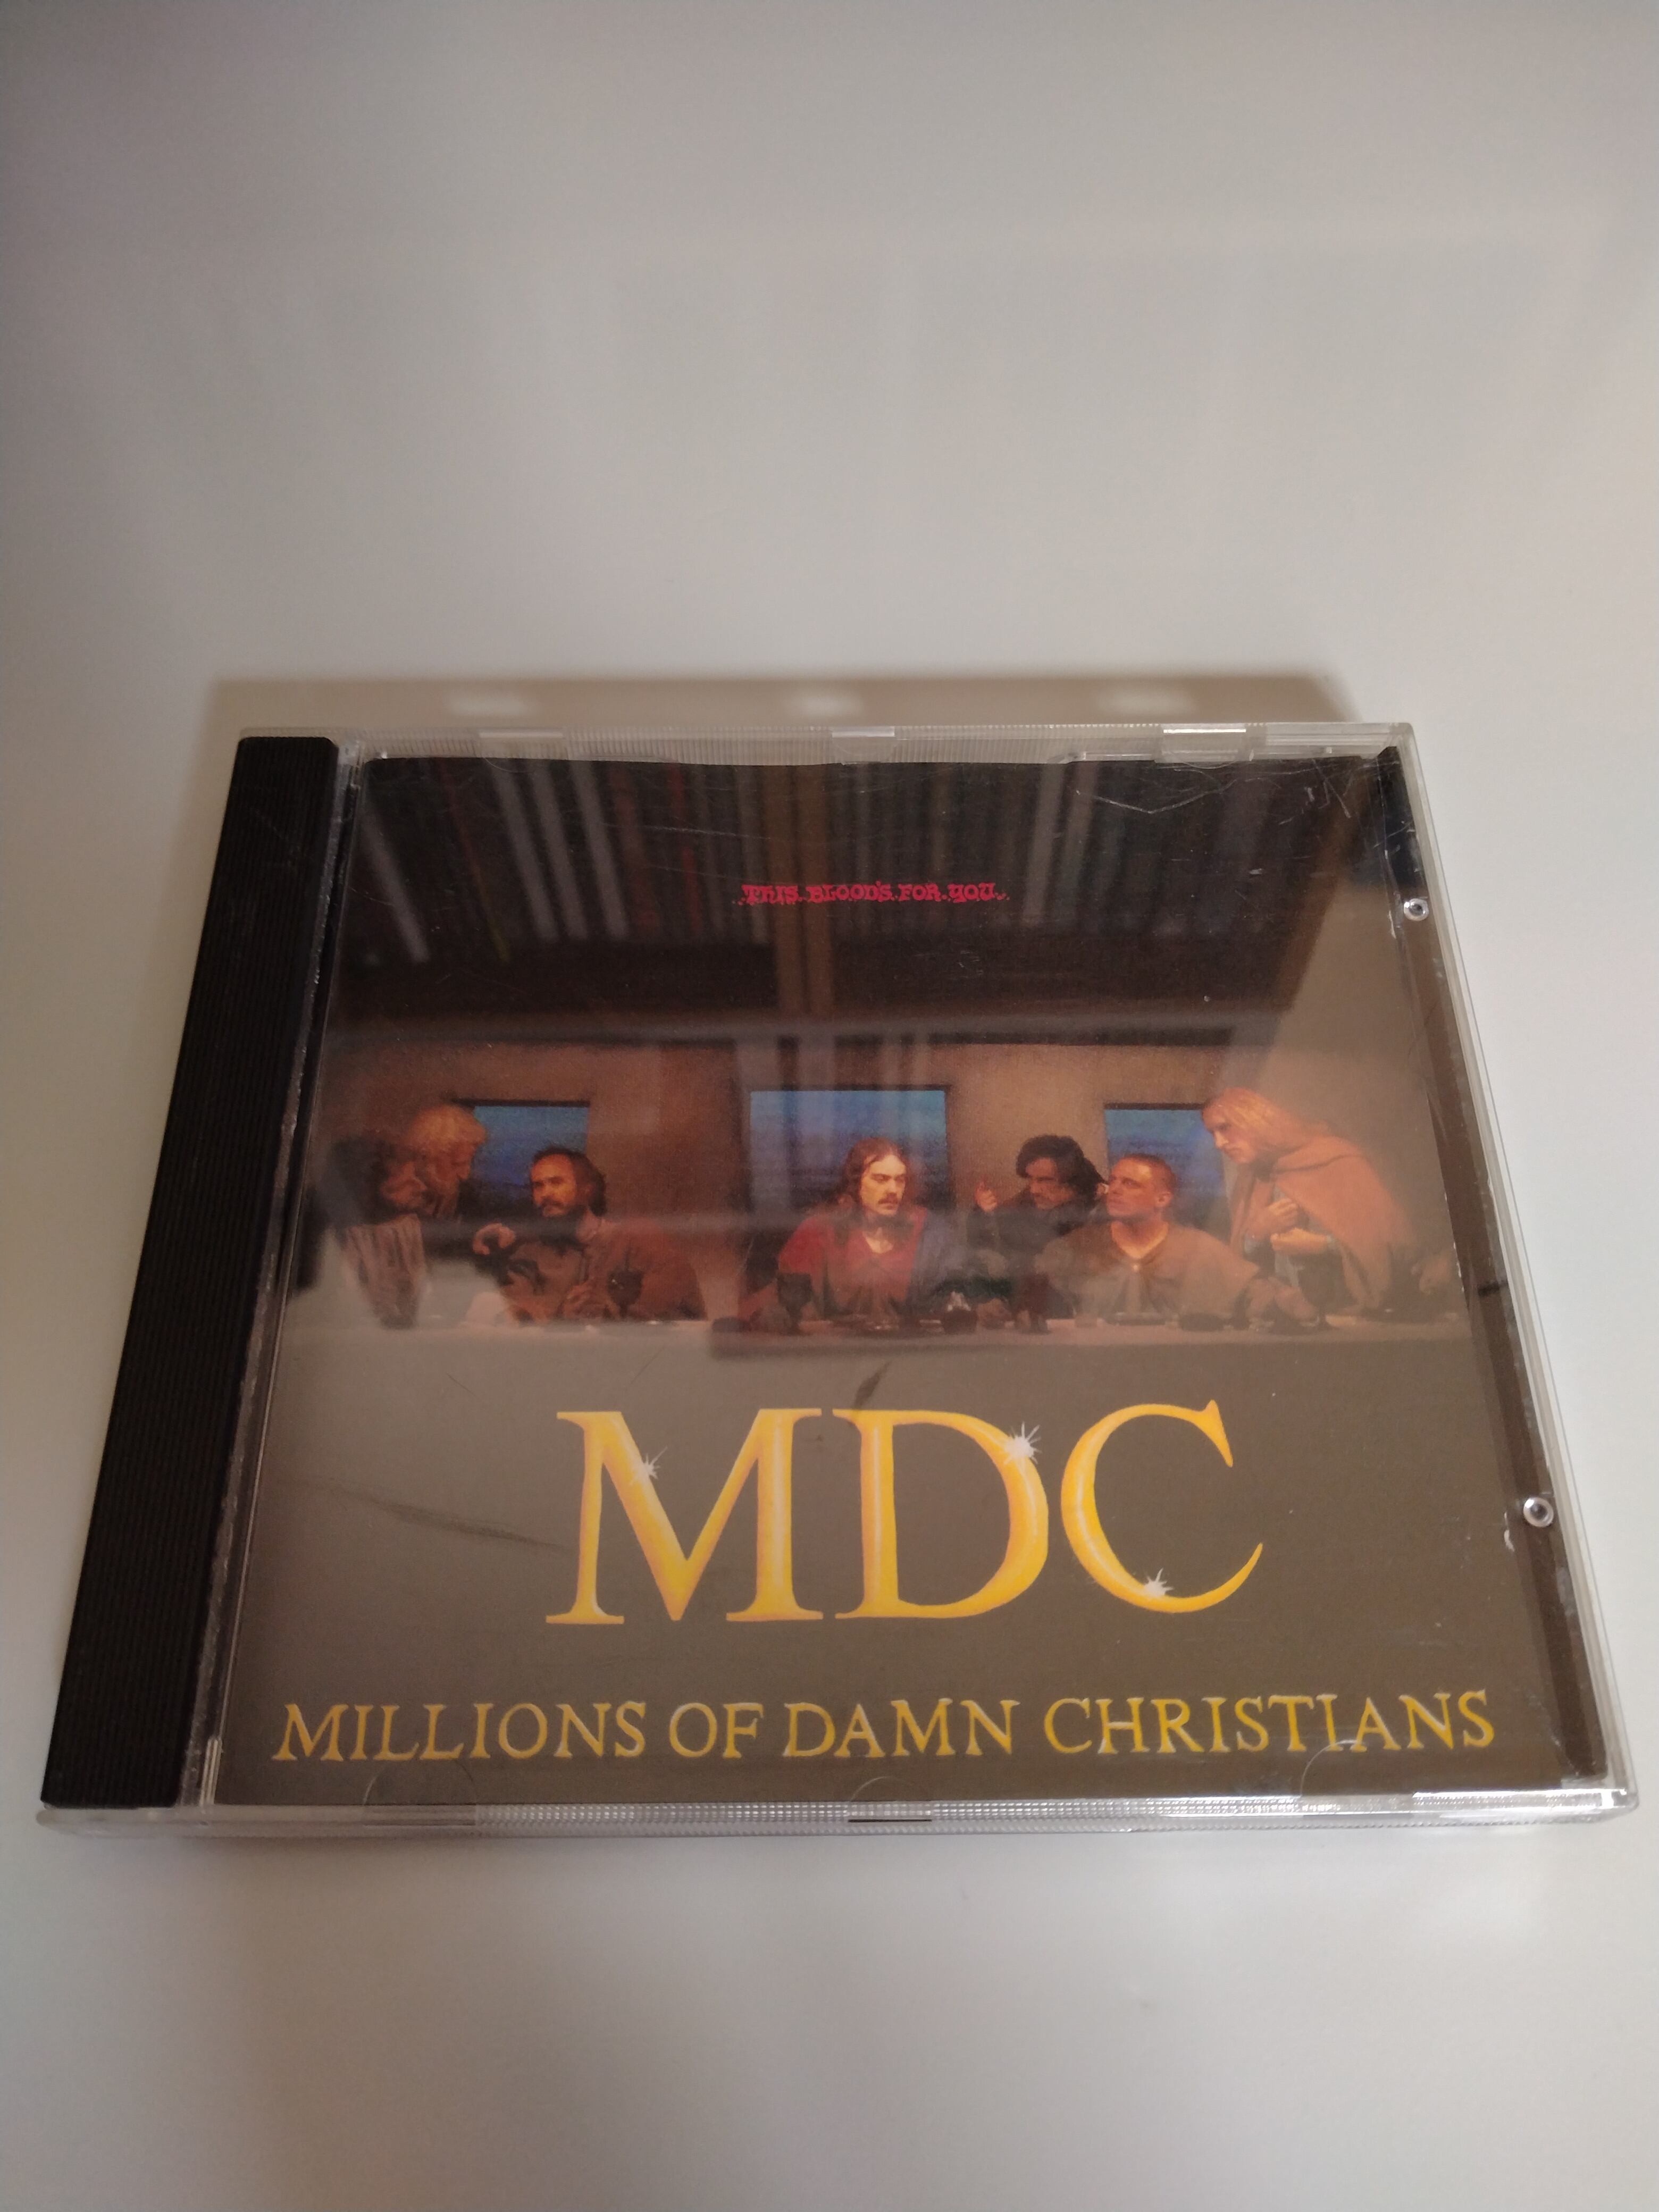 THIS BLOOD'S FOR YOU
MDC
MILLIONS OF DAMN CHRISTIANS